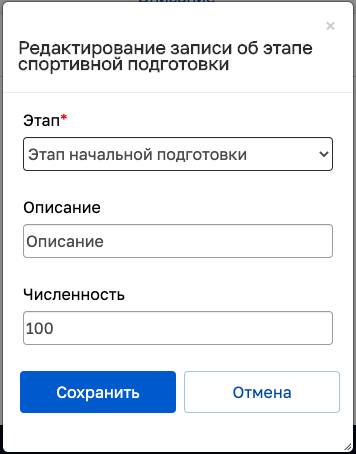 ×
Редактирование записи об этапе
спортивной подготовки
Этап*
Этап начальной подготовки
Описание
Описание
Численность
100
Сохранить
Отмена